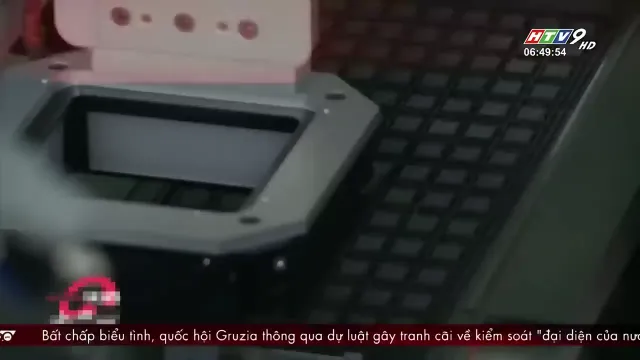 HTV9 HD
06:49:54
Bất chấp biểu tình, quốc hội Gruzia thông qua dự luật gây tranh cãi về kiểm soát "đại diện của nư